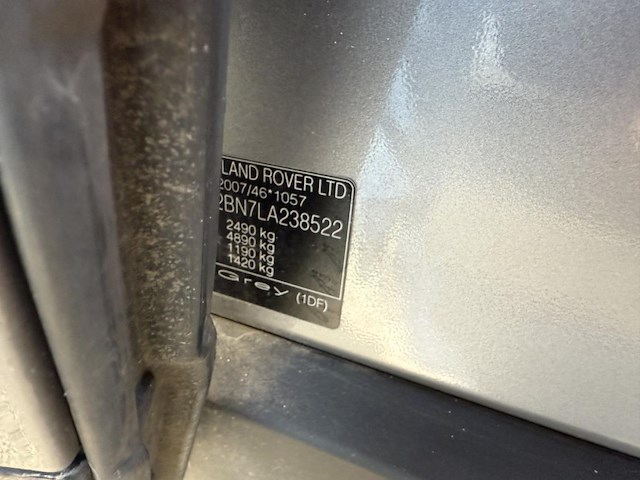 LAND ROVER LTD
2007/46*1057
2BN7LA238522
2490 kg
4890 kg
1190 kg
1420 kg
Grey (1DF)